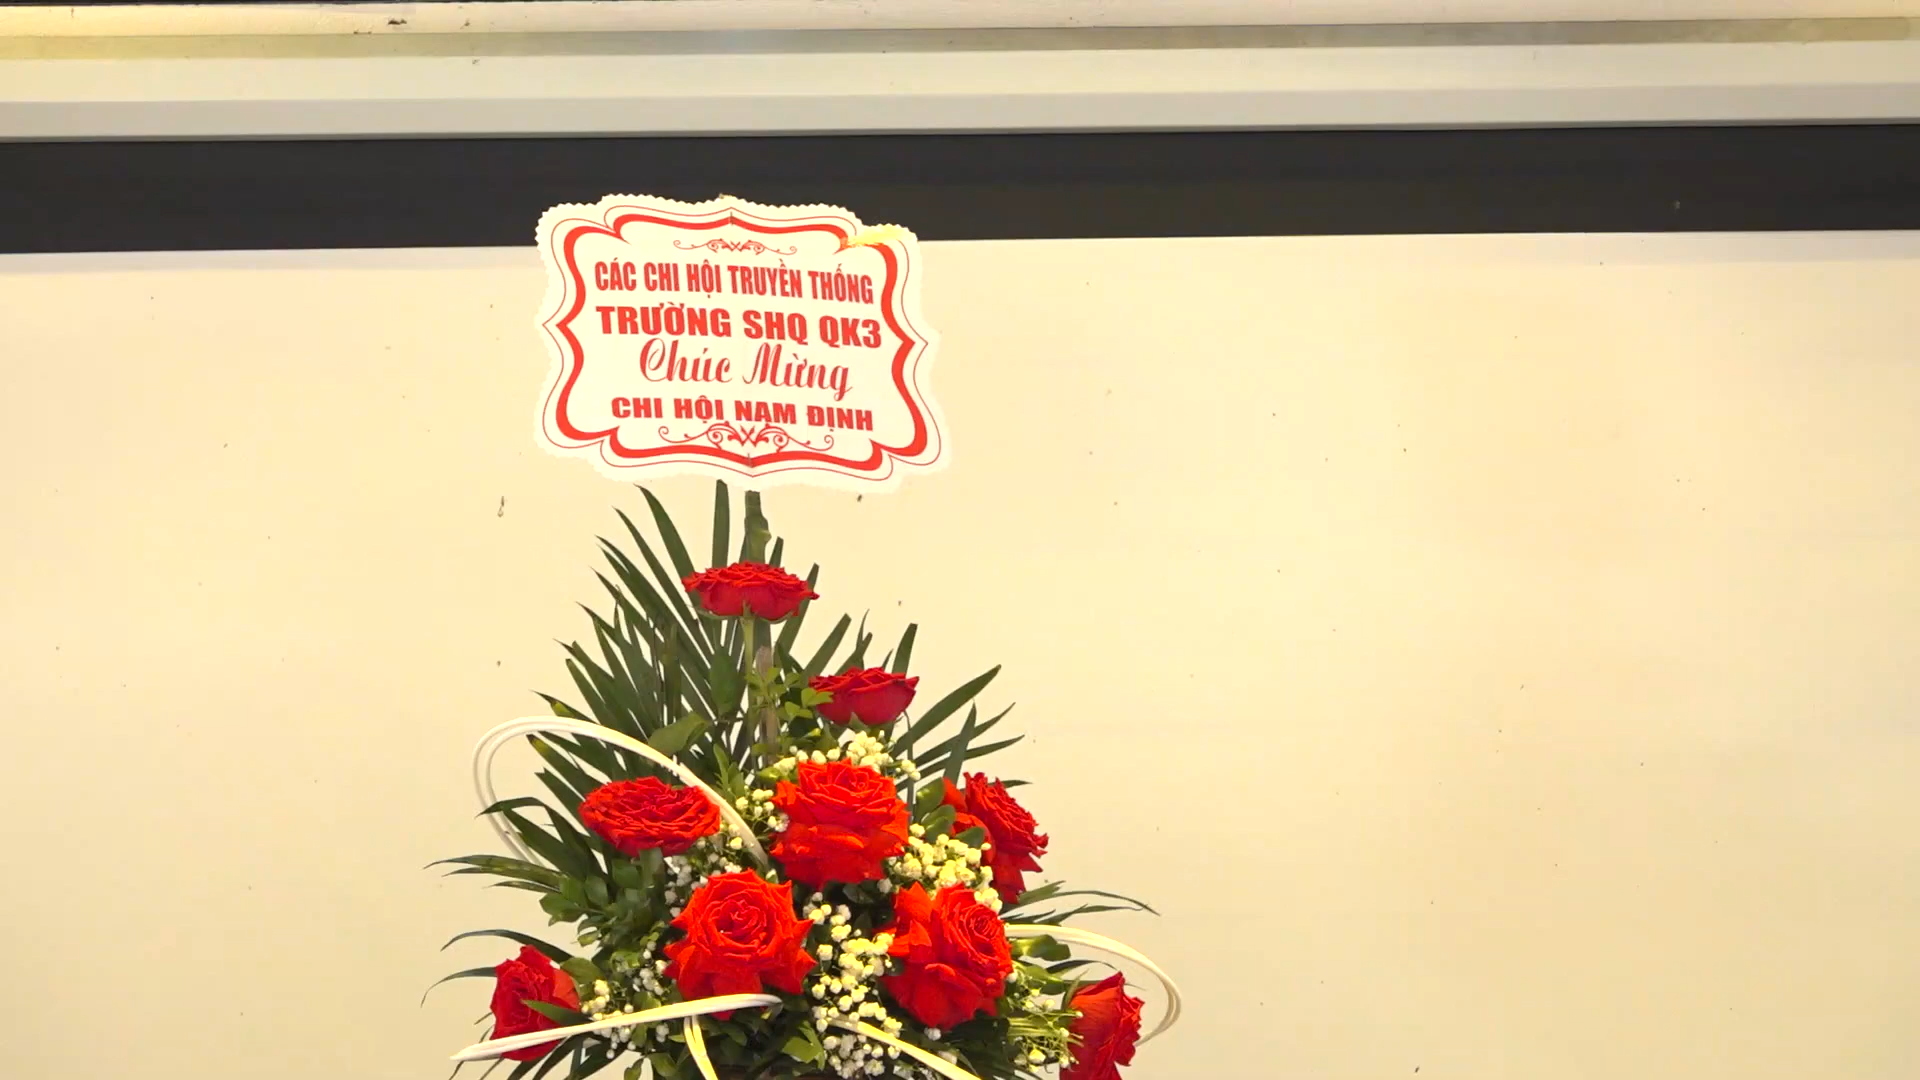 CÁC CHI HỘI TRUYỀN THỐNG
TRƯỜNG SHQ QK3
Chúc Mừng
CHI HỘI NAM ĐỊNH